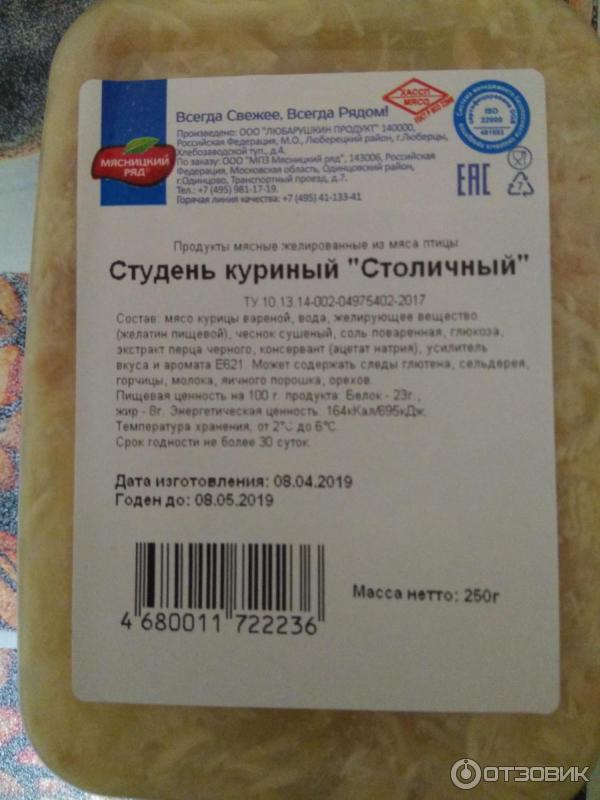 Всегда Свежее, Всегда Рядом!
Произведено: ООО "ЛЮБАРУШКИН ПРОДУКТ" 140000,
Российская Федерация, М.О., Люберецкий район, г.Люберцы,
Хлебозаводской туп., д.4.
По заказу: ООО "МПЗ Мясницкий ряд", 143006, Российская
Федерация, Московская область, Одинцовский район,
г.Одинцово, Транспортный проезд, д.7.
Тел.: +7 (495) 981-17-19.
Горячая линия качества: +7 (495) 41-133-41
МЯСНИЦКИЙ
РЯД
ХАССП
МЯСО
ISO
22000
EAC
7
Продукты мясные желированные из мяса птицы
Студень куриный "Столичный"
ТУ 10.13.14-002-04975402-2017
Состав: мясо курицы вареной, вода, желирующее вещество
(желатин пищевой), чеснок сушеный, соль поваренная, глюкоза,
экстракт перца черного, консервант (ацетат натрия), усилитель
вкуса и аромата Е621. Может содержать следы глютена, сельдерея,
горчицы, молока, яичного порошка, орехов.
Пищевая ценность на 100 г. продукта: Белок - 23г.,
жир - 8г. Энергетическая ценность: 164кКал/695кДж.
Температура хранения, от 2°С до 6°С.
Срок годности не более 30 суток.
Дата изготовления: 08.04.2019
Годен до: 08.05.2019
Масса нетто: 250г
4 680011 722236
ОТЗОВИК